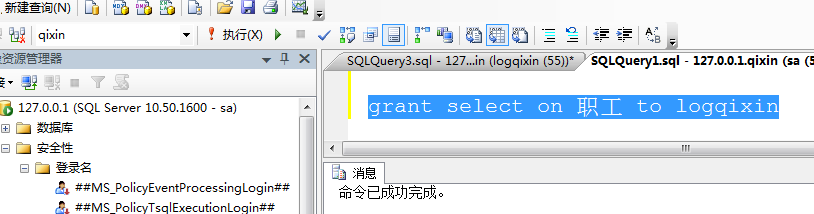 新建查询(N)
qixin
执行(X)
资源管理器
SQLQuery3.sql - 127...in (logqixin (55))*
SQLQuery1.sql - 127.0.0.1.qixin (sa (5
接
127.0.0.1 (SQL Server 10.50.1600 - sa)
grant select on 职工 to logqixin
数据库
安全性
登录名
消息
##MS_PolicyEventProcessingLogin##
命令已成功完成。
##MS_PolicyTsqlExecutionLogin##